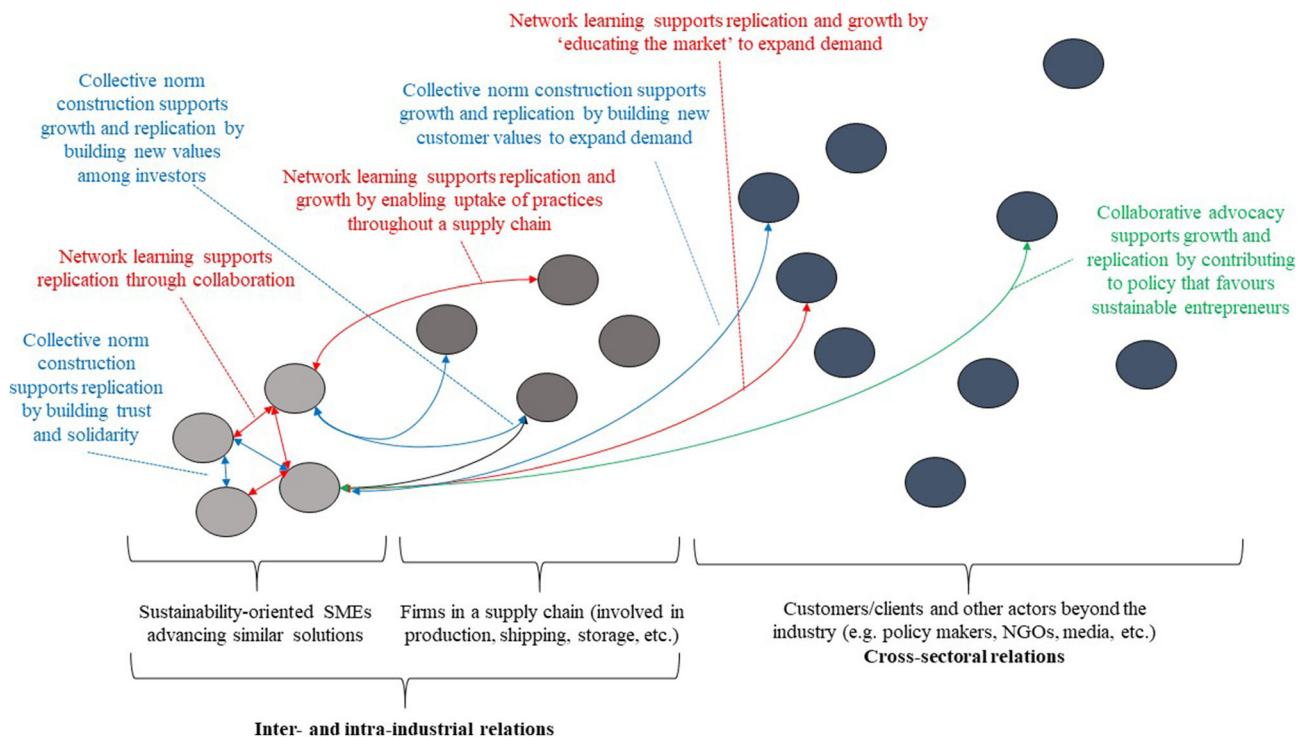 Network learning supports replication and growth by
‘educating the market’ to expand demand
Collective norm
construction supports
growth and replication by
building new values
among investors
Collective norm construction supports
growth and replication by building new
customer values to expand demand
Network learning supports replication and
growth by enabling uptake of practices
throughout a supply chain
Collaborative advocacy
supports growth and
replication by contributing
to policy that favours
sustainable entrepreneurs
Network learning supports
replication through collaboration
Collective norm
construction
supports replication
by building trust
and solidarity
Sustainability-oriented SMEs
advancing similar solutions
Firms in a supply chain (involved in
production, shipping, storage, etc.)
Customers/clients and other actors beyond the
industry (e.g. policy makers, NGOs, media, etc.)
Cross-sectoral relations
Inter- and intra-industrial relations